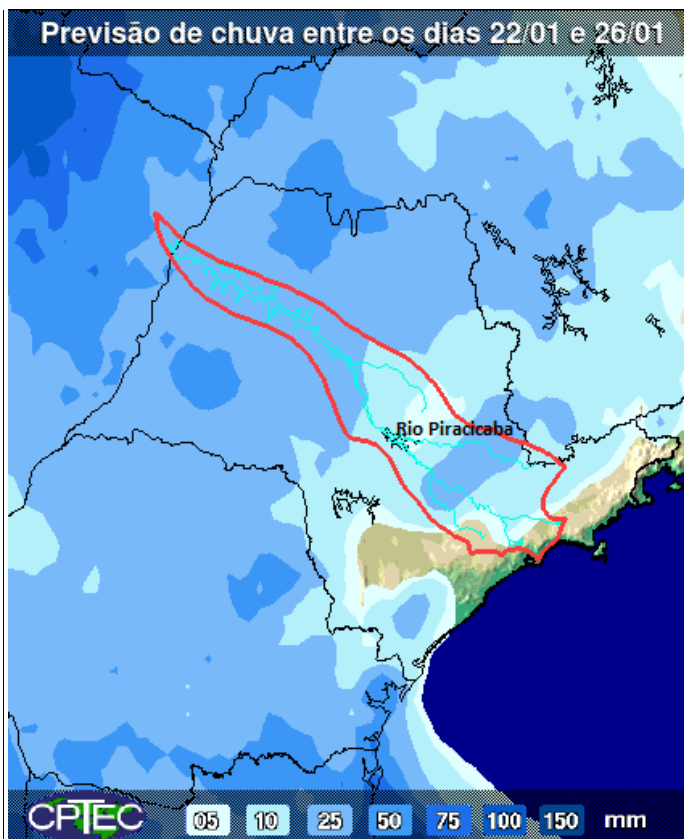 Previsão de chuva entre os dias 22/01 e 26/01
Rio Piracicaba
CPTEC 05 10 25 50 75 100 150 mm